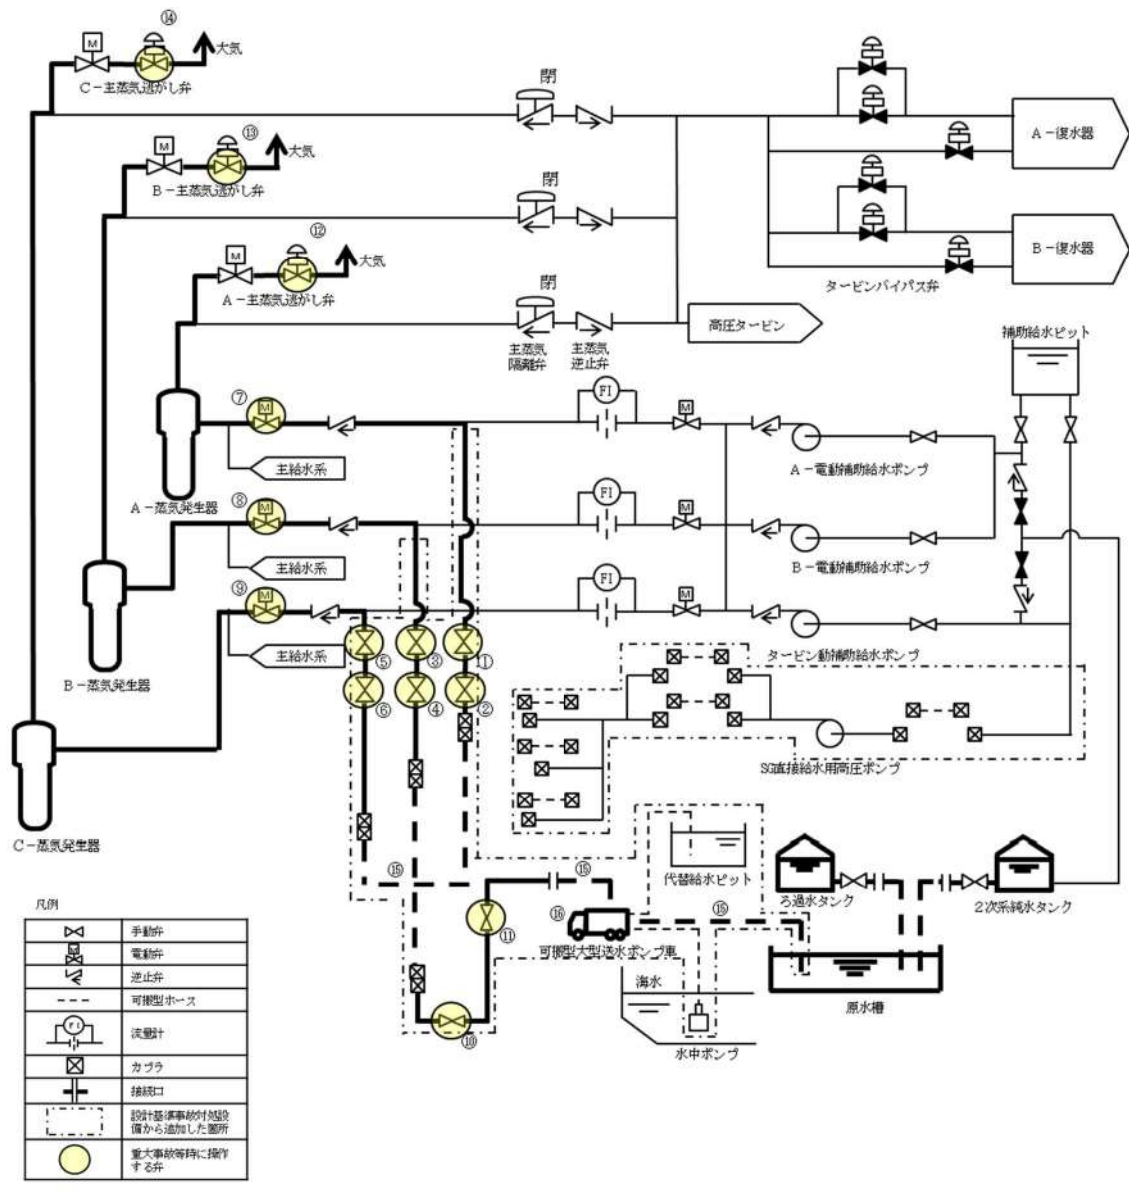 ⑭
M
大気
C－主蒸気逃がし弁
閉
A－復水器
⑬
M
大気
B－主蒸気逃がし弁
閉
⑫
M
大気
A－主蒸気逃がし弁
B－復水器
タービンバイパス弁
閉
高圧タービン
主蒸気
隔離弁
主蒸気
逆止弁
補助給水ピット
⑦
M
FI
M
主給水系
A－電動補助給水ポンプ
A－蒸気発生器
⑧
M
FI
M
主給水系
B－電動補助給水ポンプ
⑨
M
FI
M
主給水系
⑤
③
①
タービン動補助給水ポンプ
B－蒸気発生器
⑥
④
②
SG直接給水用高圧ポンプ
C－蒸気発生器
⑮
⑮
代替給水ピット
ろ過水タンク
2次系純水タンク
⑪
⑯
⑮
可搬型大型送水ポンプ車
海水
原水槽
⑩
水中ポンプ
凡例
手動弁
M
電動弁
逆止弁
可搬型ホース
FI
流量計
カプラ
接続口
設計基準事故対処設
備から追加した箇所
重大事故等時に操作
する弁